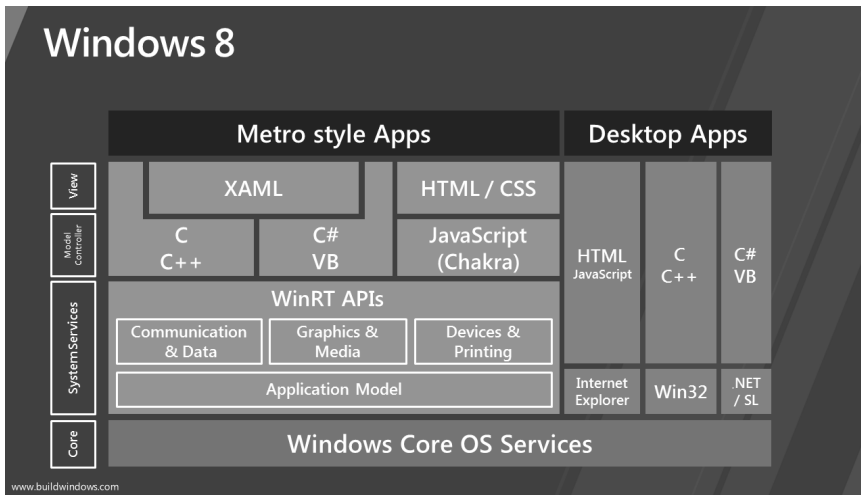 Windows 8
Metro style Apps
Desktop Apps
View
XAML
HTML / CSS
Model
Controller
C
C++
C#
VB
JavaScript
(Chakra)
HTML
JavaScript
C
C++
C#
VB
System Services
WinRT APIs
Communication
& Data
Graphics &
Media
Devices &
Printing
Application Model
Internet
Explorer
Win32
.NET
/ SL
Core
Windows Core OS Services
www.buildwindows.com